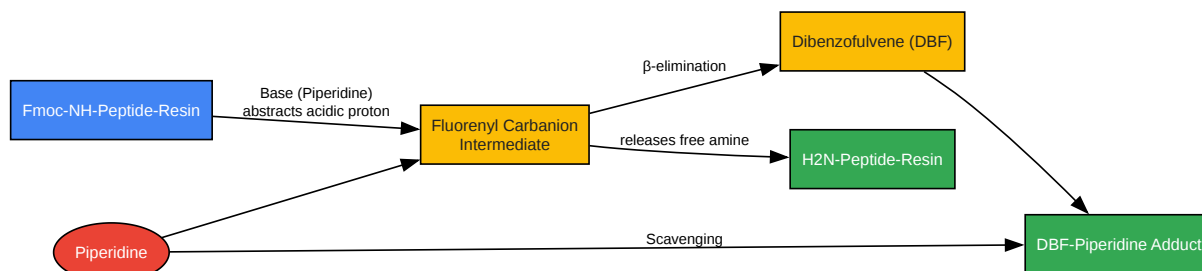 Dibenzofulvene (DBF)
β-elimination
Base (Piperidine)
abstracts acidic proton
Fmoc-NH-Peptide-Resin
Fluorenyl Carbanion
Intermediate
releases free amine
H2N-Peptide-Resin
Piperidine
Scavenging
DBF-Piperidine Adduct